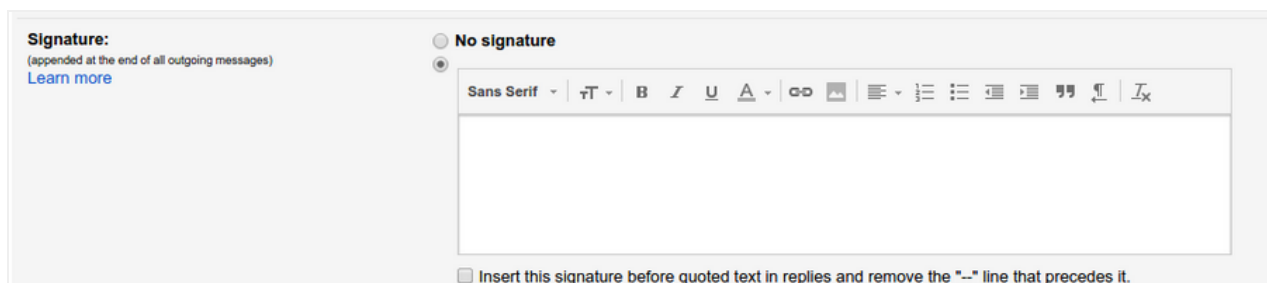 Signature:
(appended at the end of all outgoing messages)
Learn more
No signature
Sans Serif
Insert this signature before quoted text in replies and remove the "--" line that precedes it.